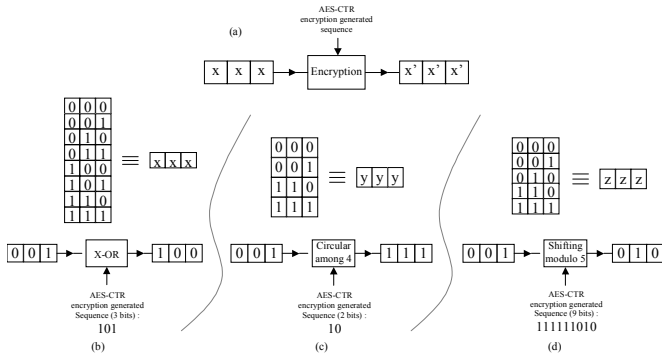 AES-CTR
encryption generated
sequence
(a)
x x x
Encryption
x' x' x'
0 0 0
0 0 1
0 1 0
0 1 1
1 0 0
1 0 1
1 1 0
1 1 1
≡
x x x
0 0 1
X-OR
1 0 0
AES-CTR
encryption generated
Sequence (3 bits) :
101
(b)
0 0 0
0 0 1
1 1 0
1 1 1
≡
y y y
0 0 1
Circular
among 4
1 1 1
AES-CTR
encryption generated
Sequence (2 bits) :
10
(c)
0 0 0
0 0 1
0 1 0
1 1 0
1 1 1
≡
z z z
0 0 1
Shifting
modulo 5
0 1 0
AES-CTR
encryption generated
Sequence (9 bits) :
111111010
(d)